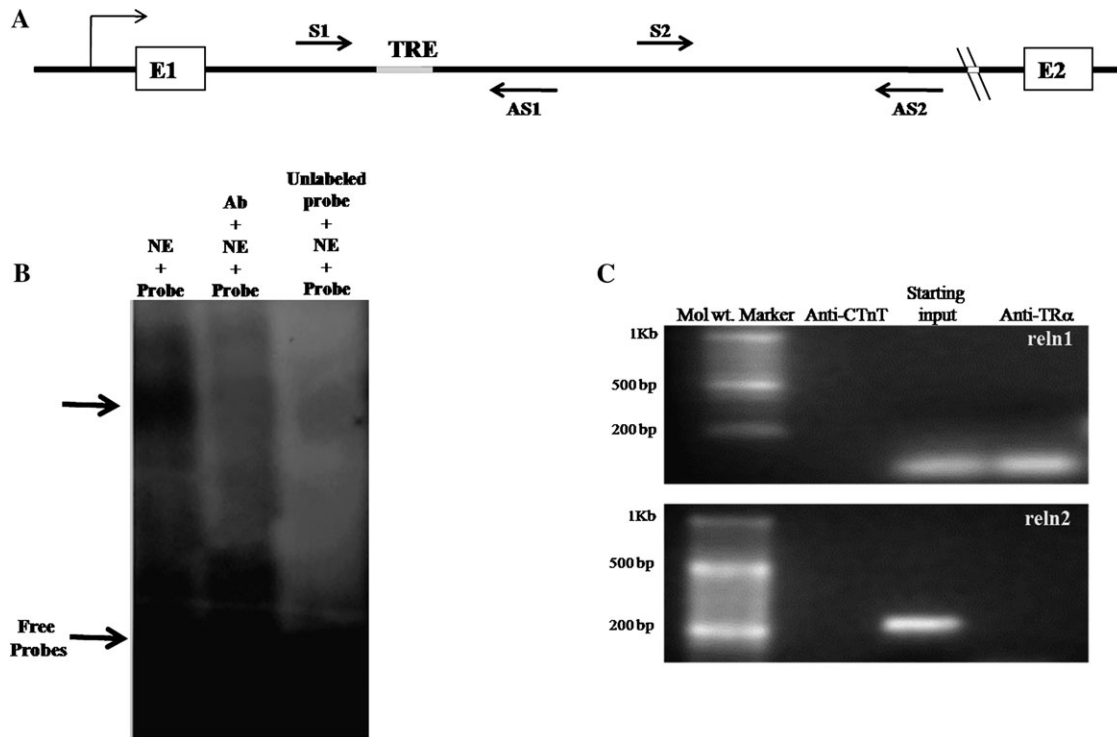 A
S1
S2
TRE
E1
E2
AS1
AS2
B
NE
+
Probe
Ab
+
NE
+
Probe
Unlabeled
probe
+
NE
+
Probe
Free
Probes
C
Mol wt. Marker
Anti-CTnT
Starting
input
Anti-TRα
1Kb
reln1
500 bp
200 bp
1Kb
reln2
500 bp
200 bp